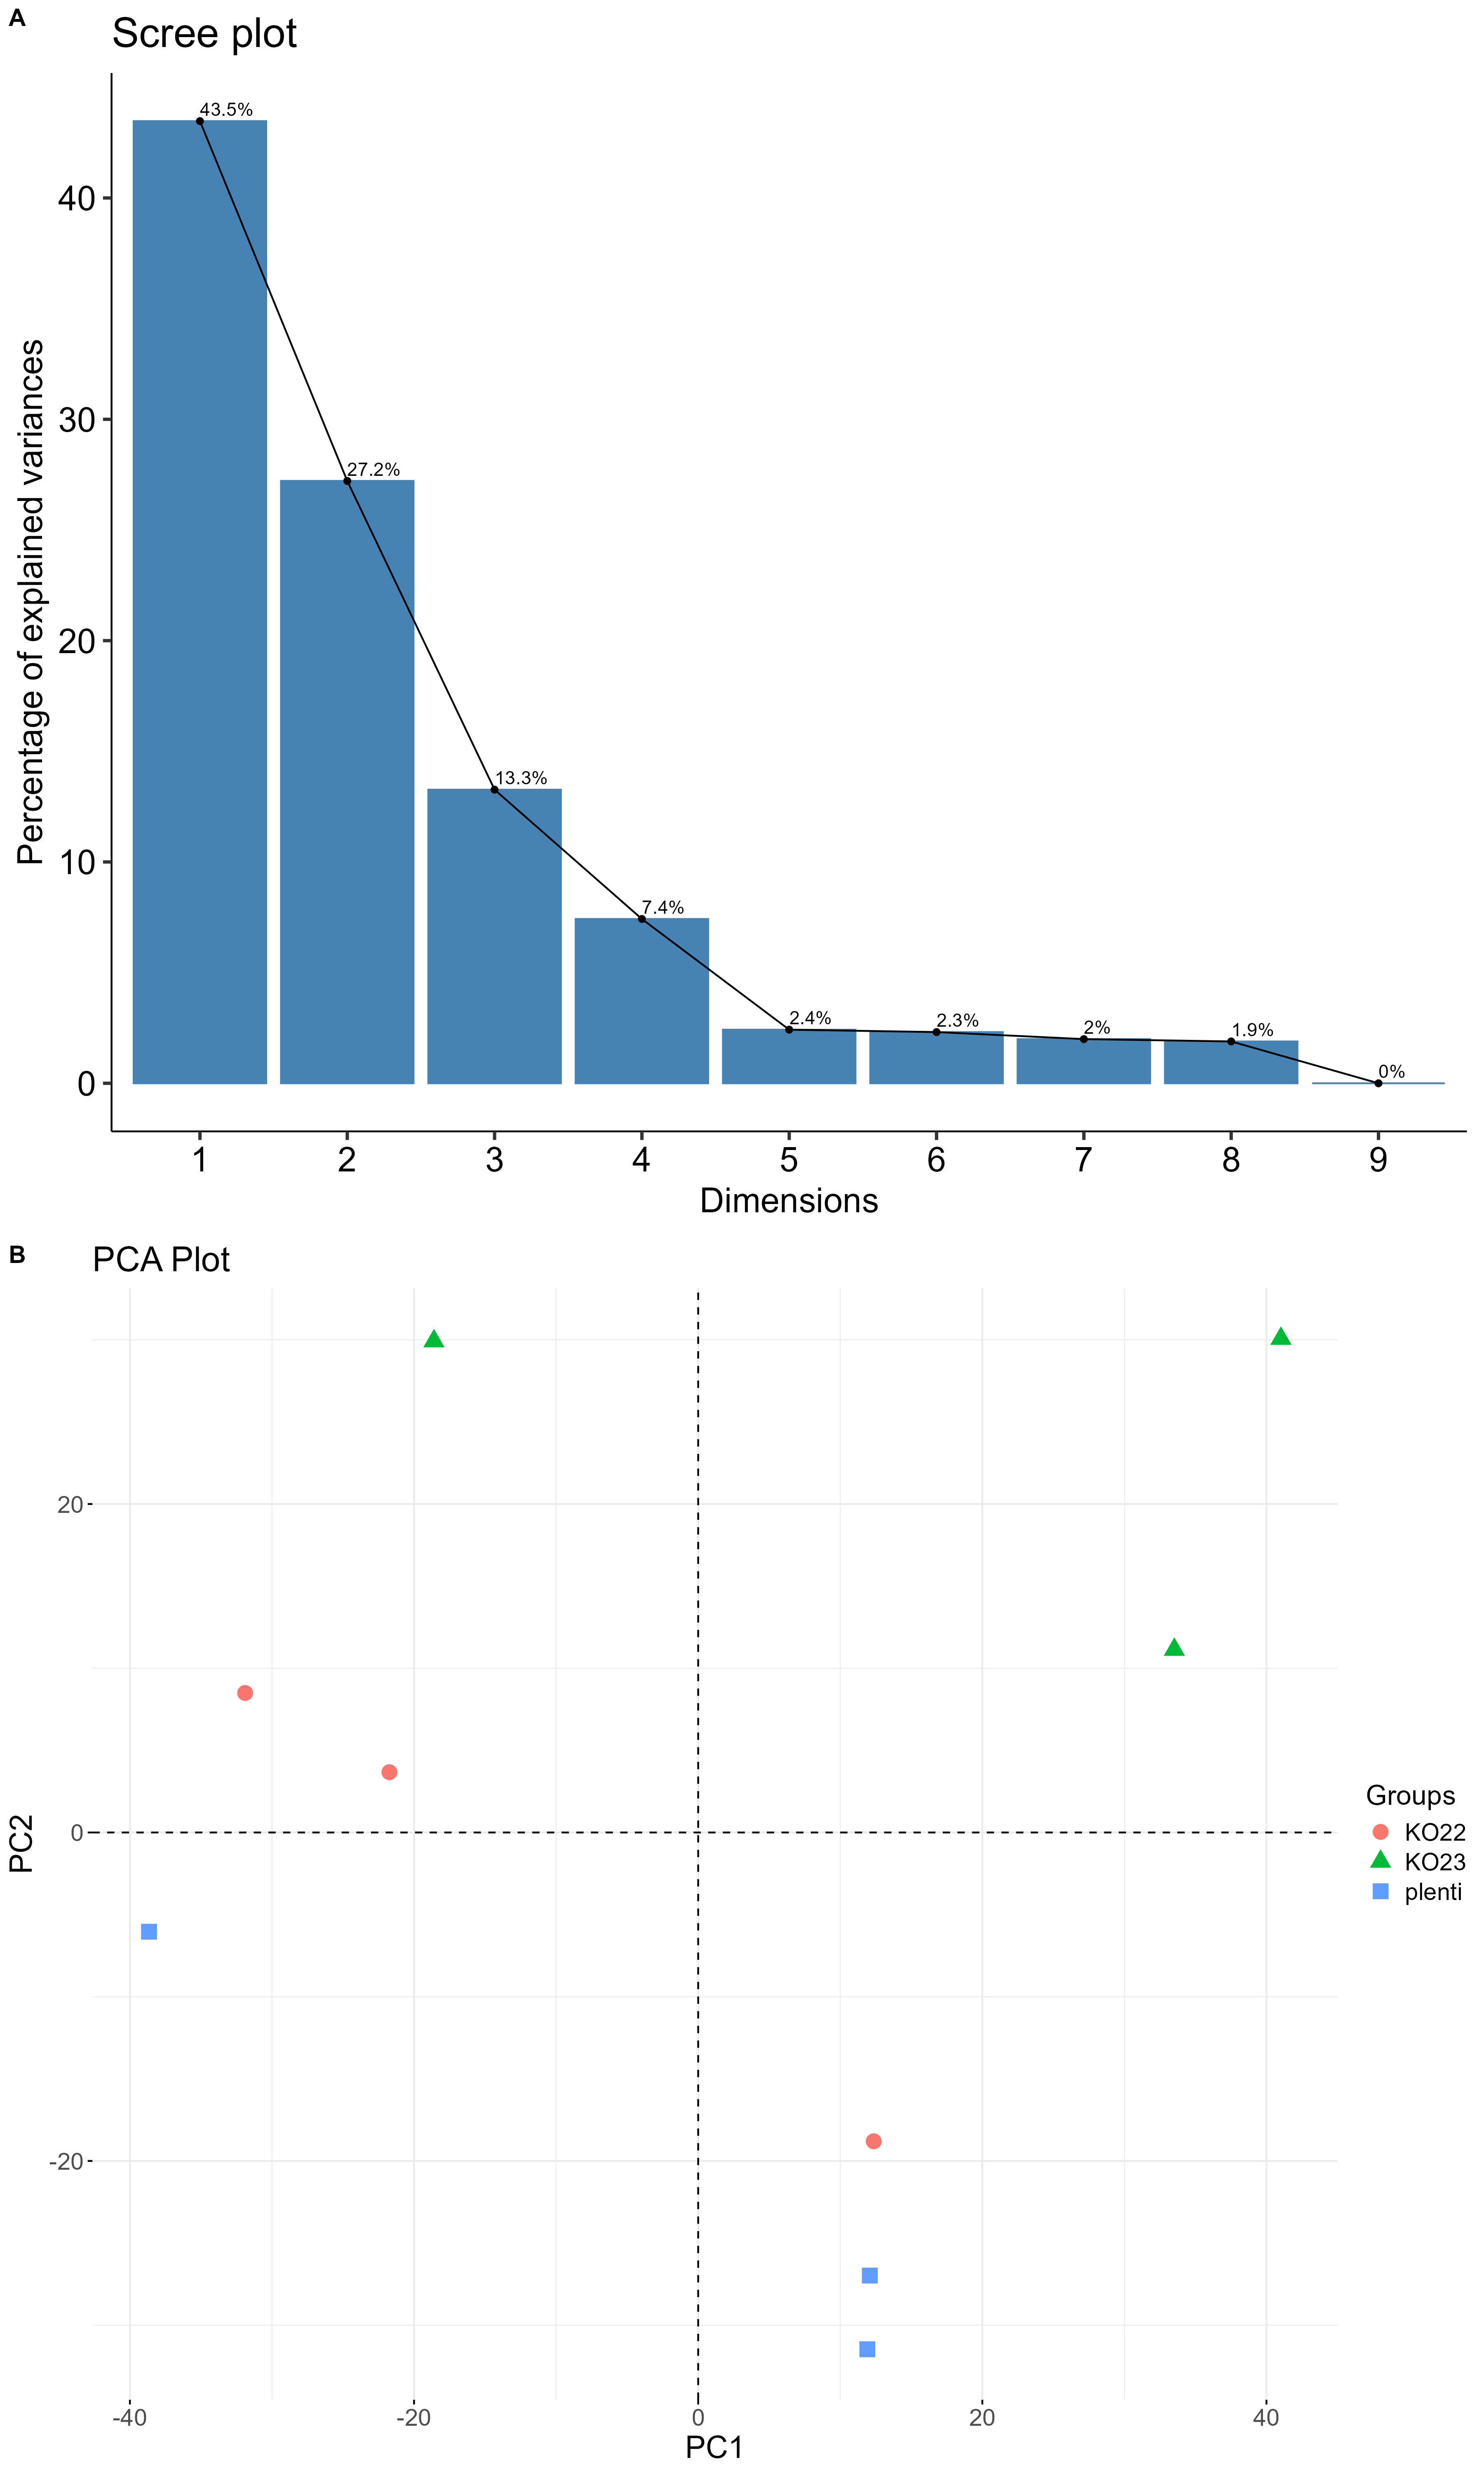 A
Scree plot
Percentage of explained variances
40
30
20
10
0
43.5%
27.2%
13.3%
7.4%
2.4%
2.3%
2%
1.9%
0%
1 2 3 4 5 6 7 8 9
Dimensions
B
PCA Plot
PC2
20
0
-20
-40 -20 0 20 40
PC1
Groups
KO22
KO23
plenti